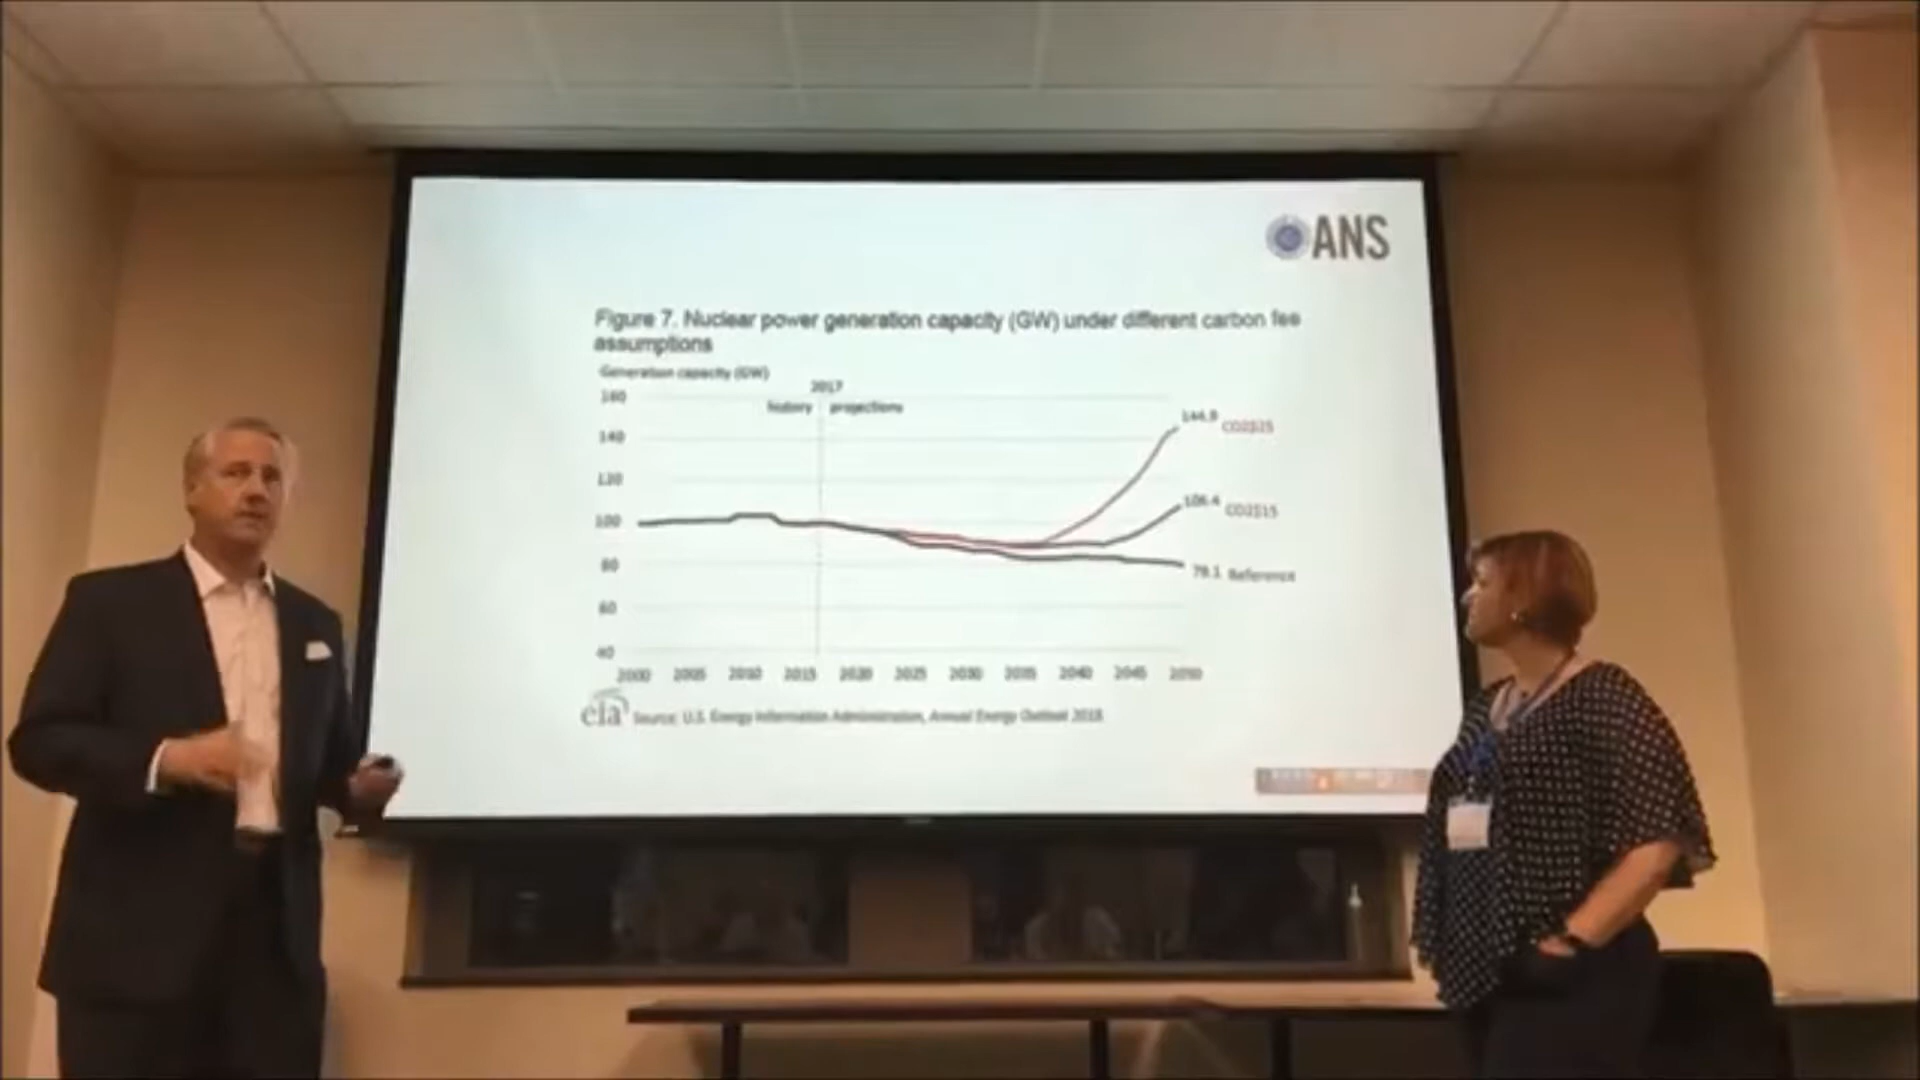 ANS
Figure 7. Nuclear power generation capacity (GW) under different carbon fee
assumptions
Generation capacity (GW)
2017
history projections
160
140
120
100
80
60
40
144.9 CO2$25
106.4 CO2$15
79.1 Reference
2000 2005 2010 2015 2020 2025 2030 2035 2040 2045 2050
eia Source: U.S. Energy Information Administration, Annual Energy Outlook 2018